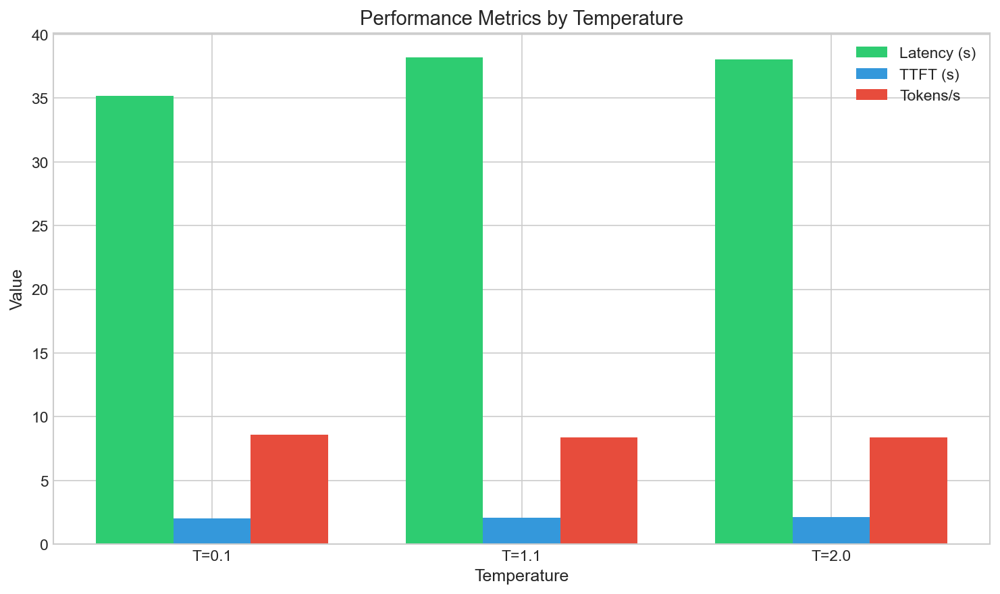 Performance Metrics by Temperature
40
35
30
25
20
15
10
5
0
Value
Latency (s)
TTFT (s)
Tokens/s
T=0.1
T=1.1
T=2.0
Temperature